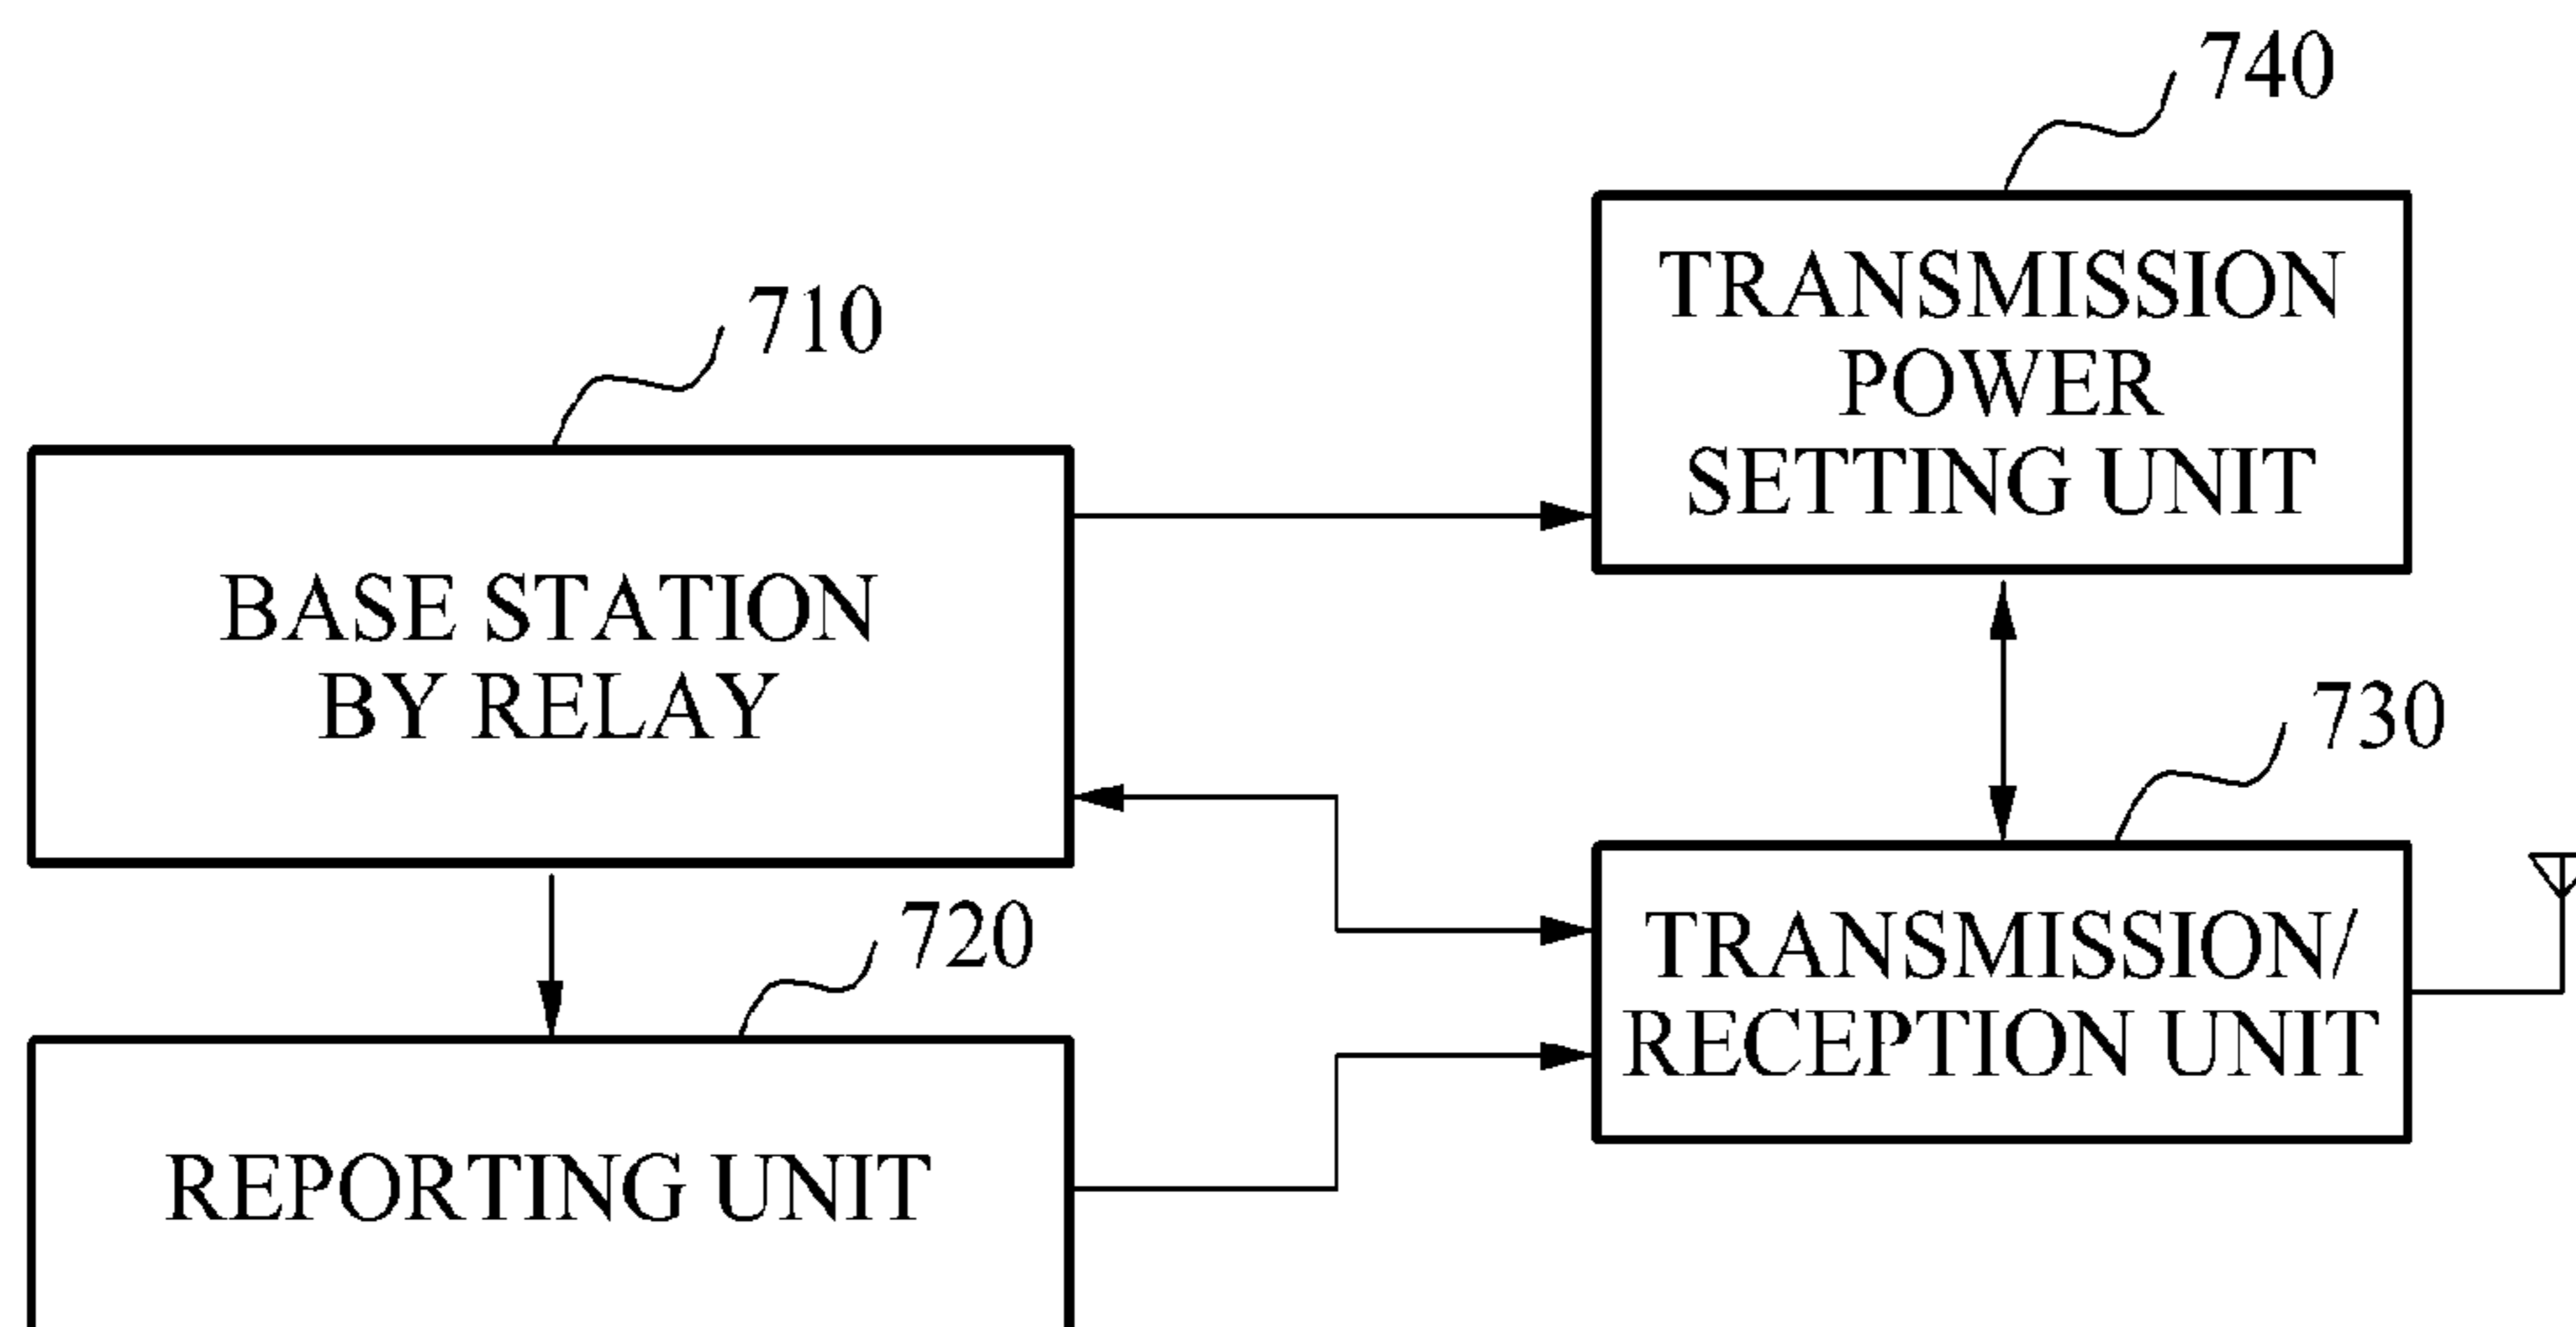 740
TRANSMISSION
POWER
SETTING UNIT
710
BASE STATION
BY RELAY
730
TRANSMISSION/
RECEPTION UNIT
720
REPORTING UNIT